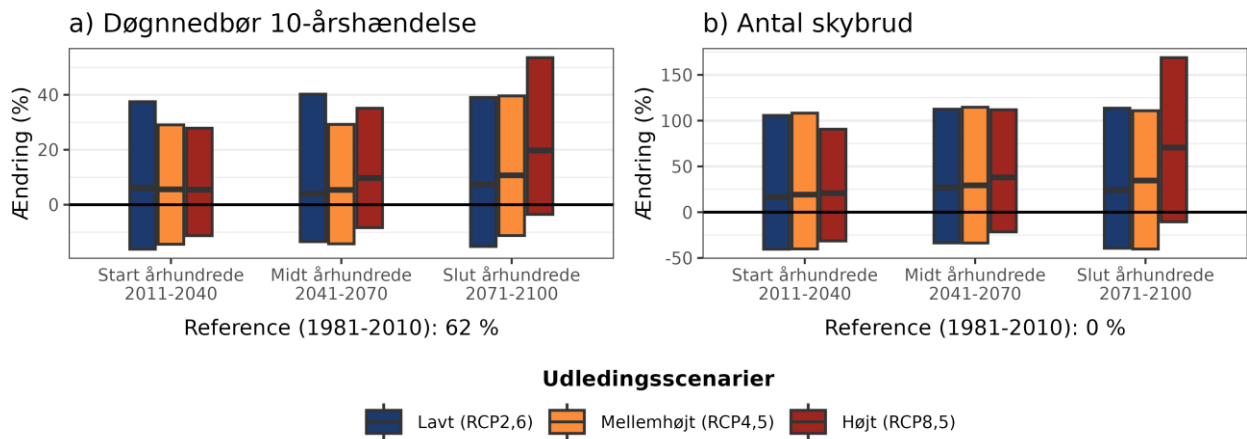 a) Døgnnedbør 10-årshændelse
Ændring (%)
40
20
0
Start århundrede
2011-2040
Midt århundrede
2041-2070
Slut århundrede
2071-2100
Reference (1981-2010): 62 %
b) Antal skybrud
Ændring (%)
150
100
50
0
-50
Start århundrede
2011-2040
Midt århundrede
2041-2070
Slut århundrede
2071-2100
Reference (1981-2010): 0 %
Udledingsscenarier
Lavt (RCP2,6)
Mellemhøjt (RCP4,5)
Højt (RCP8,5)